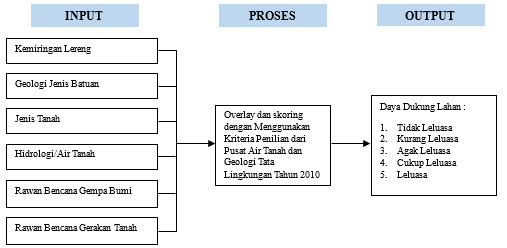 INPUT
PROSES
OUTPUT
Kemiringan Lereng
Geologi Jenis Batuan
Jenis Tanah
Hidrologi/Air Tanah
Rawan Bencana Gempa Bumi
Rawan Bencana Gerakan Tanah
Overlay dan skoring
dengan Menggunakan
Kriteria Penilian dari
Pusat Air Tanah dan
Geologi Tata
Lingkungan Tahun 2010
Daya Dukung Lahan :
1. Tidak Leluasa
2. Kurang Leluasa
3. Agak Leluasa
4. Cukup Leluasa
5. Leluasa